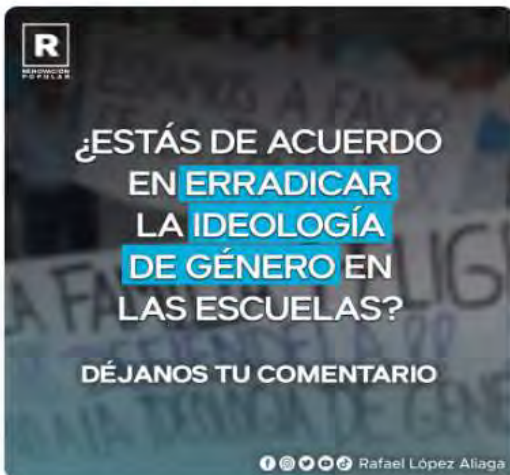 R
RENOVACIÓN
POPULAR
¿ESTÁS DE ACUERDO
EN ERRADICAR
LA IDEOLOGÍA
DE GÉNERO EN
LAS ESCUELAS?
DÉJANOS TU COMENTARIO
Rafael López Aliaga